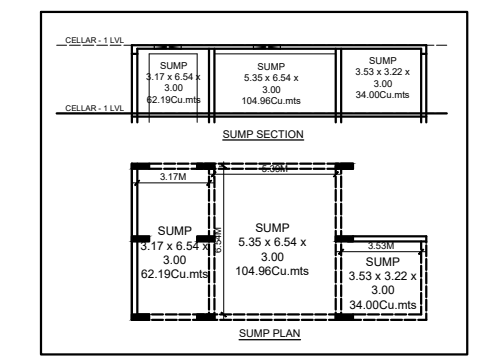 CELLAR - 1 LVL
SUMP
3.17 x 6.54 x
3.00
62.19Cu.mts
SUMP
5.35 x 6.54 x
3.00
104.96Cu.mts
SUMP
3.53 x 3.22 x
3.00
34.00Cu.mts
CELLAR - 1 LVL
SUMP SECTION
3.17M
6.54M
SUMP
3.17 x 6.54 x
3.00
62.19Cu.mts
SUMP
5.35 x 6.54 x
3.00
104.96Cu.mts
3.53M
SUMP
3.53 x 3.22 x
3.00
34.00Cu.mts
SUMP PLAN